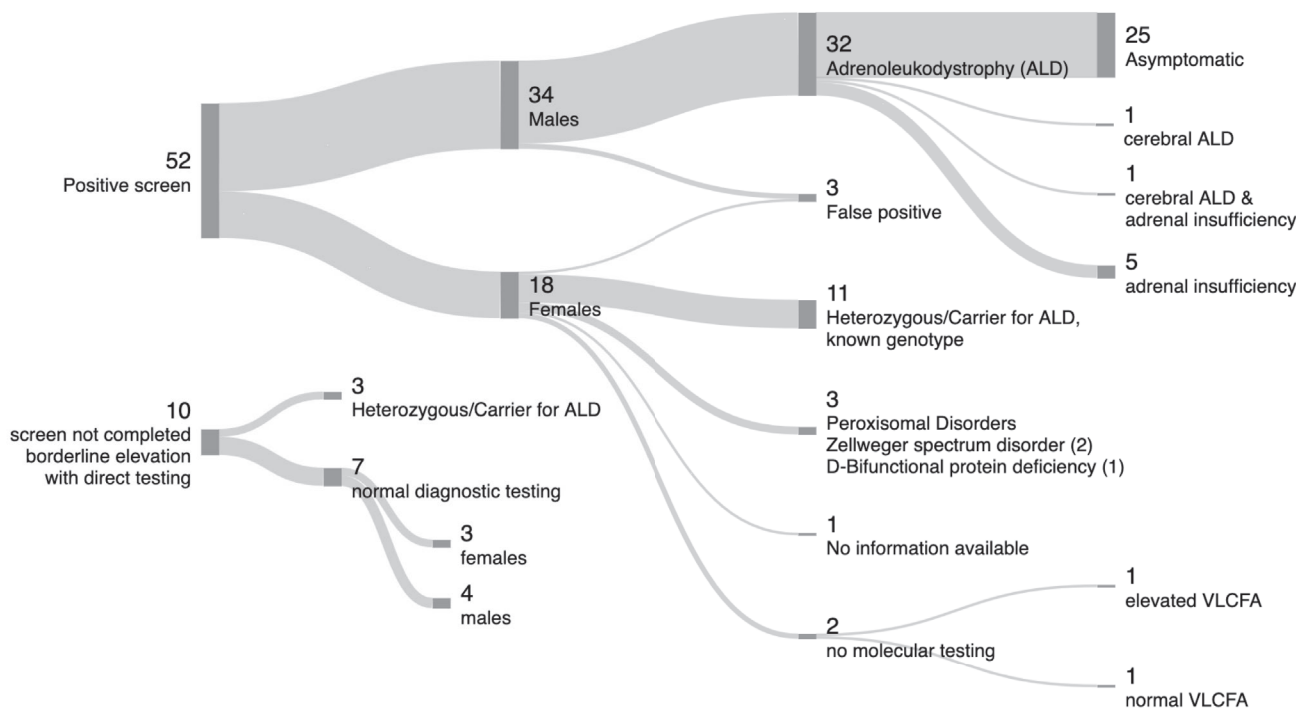 52
Positive screen
34
Males
18
Females
32
Adrenoleukodystrophy (ALD)
3
False positive
11
Heterozygous/Carrier for ALD,
known genotype
3
Peroxisomal Disorders
Zellweger spectrum disorder (2)
D-Bifunctional protein deficiency (1)
1
No information available
2
no molecular testing
25
Asymptomatic
1
cerebral ALD
1
cerebral ALD &
adrenal insufficiency
5
adrenal insufficiency
1
elevated VLCFA
1
normal VLCFA
10
screen not completed
borderline elevation
with direct testing
3
Heterozygous/Carrier for ALD
7
normal diagnostic testing
3
females
4
males